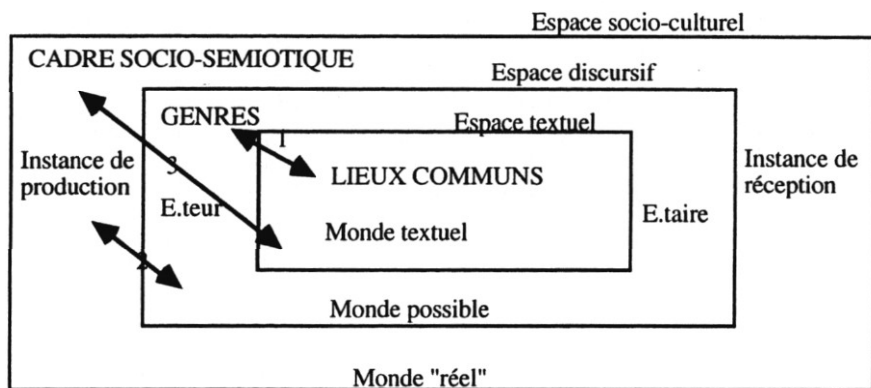 Espace socio-culturel
CADRE SOCIO-SEMIOTIQUE
Espace discursif
GENRES
Espace textuel
1
Instance de
production
3
LIEUX COMMUNS
Instance de
réception
E.teur
E.taire
Monde textuel
2
Monde possible
Monde "réel"